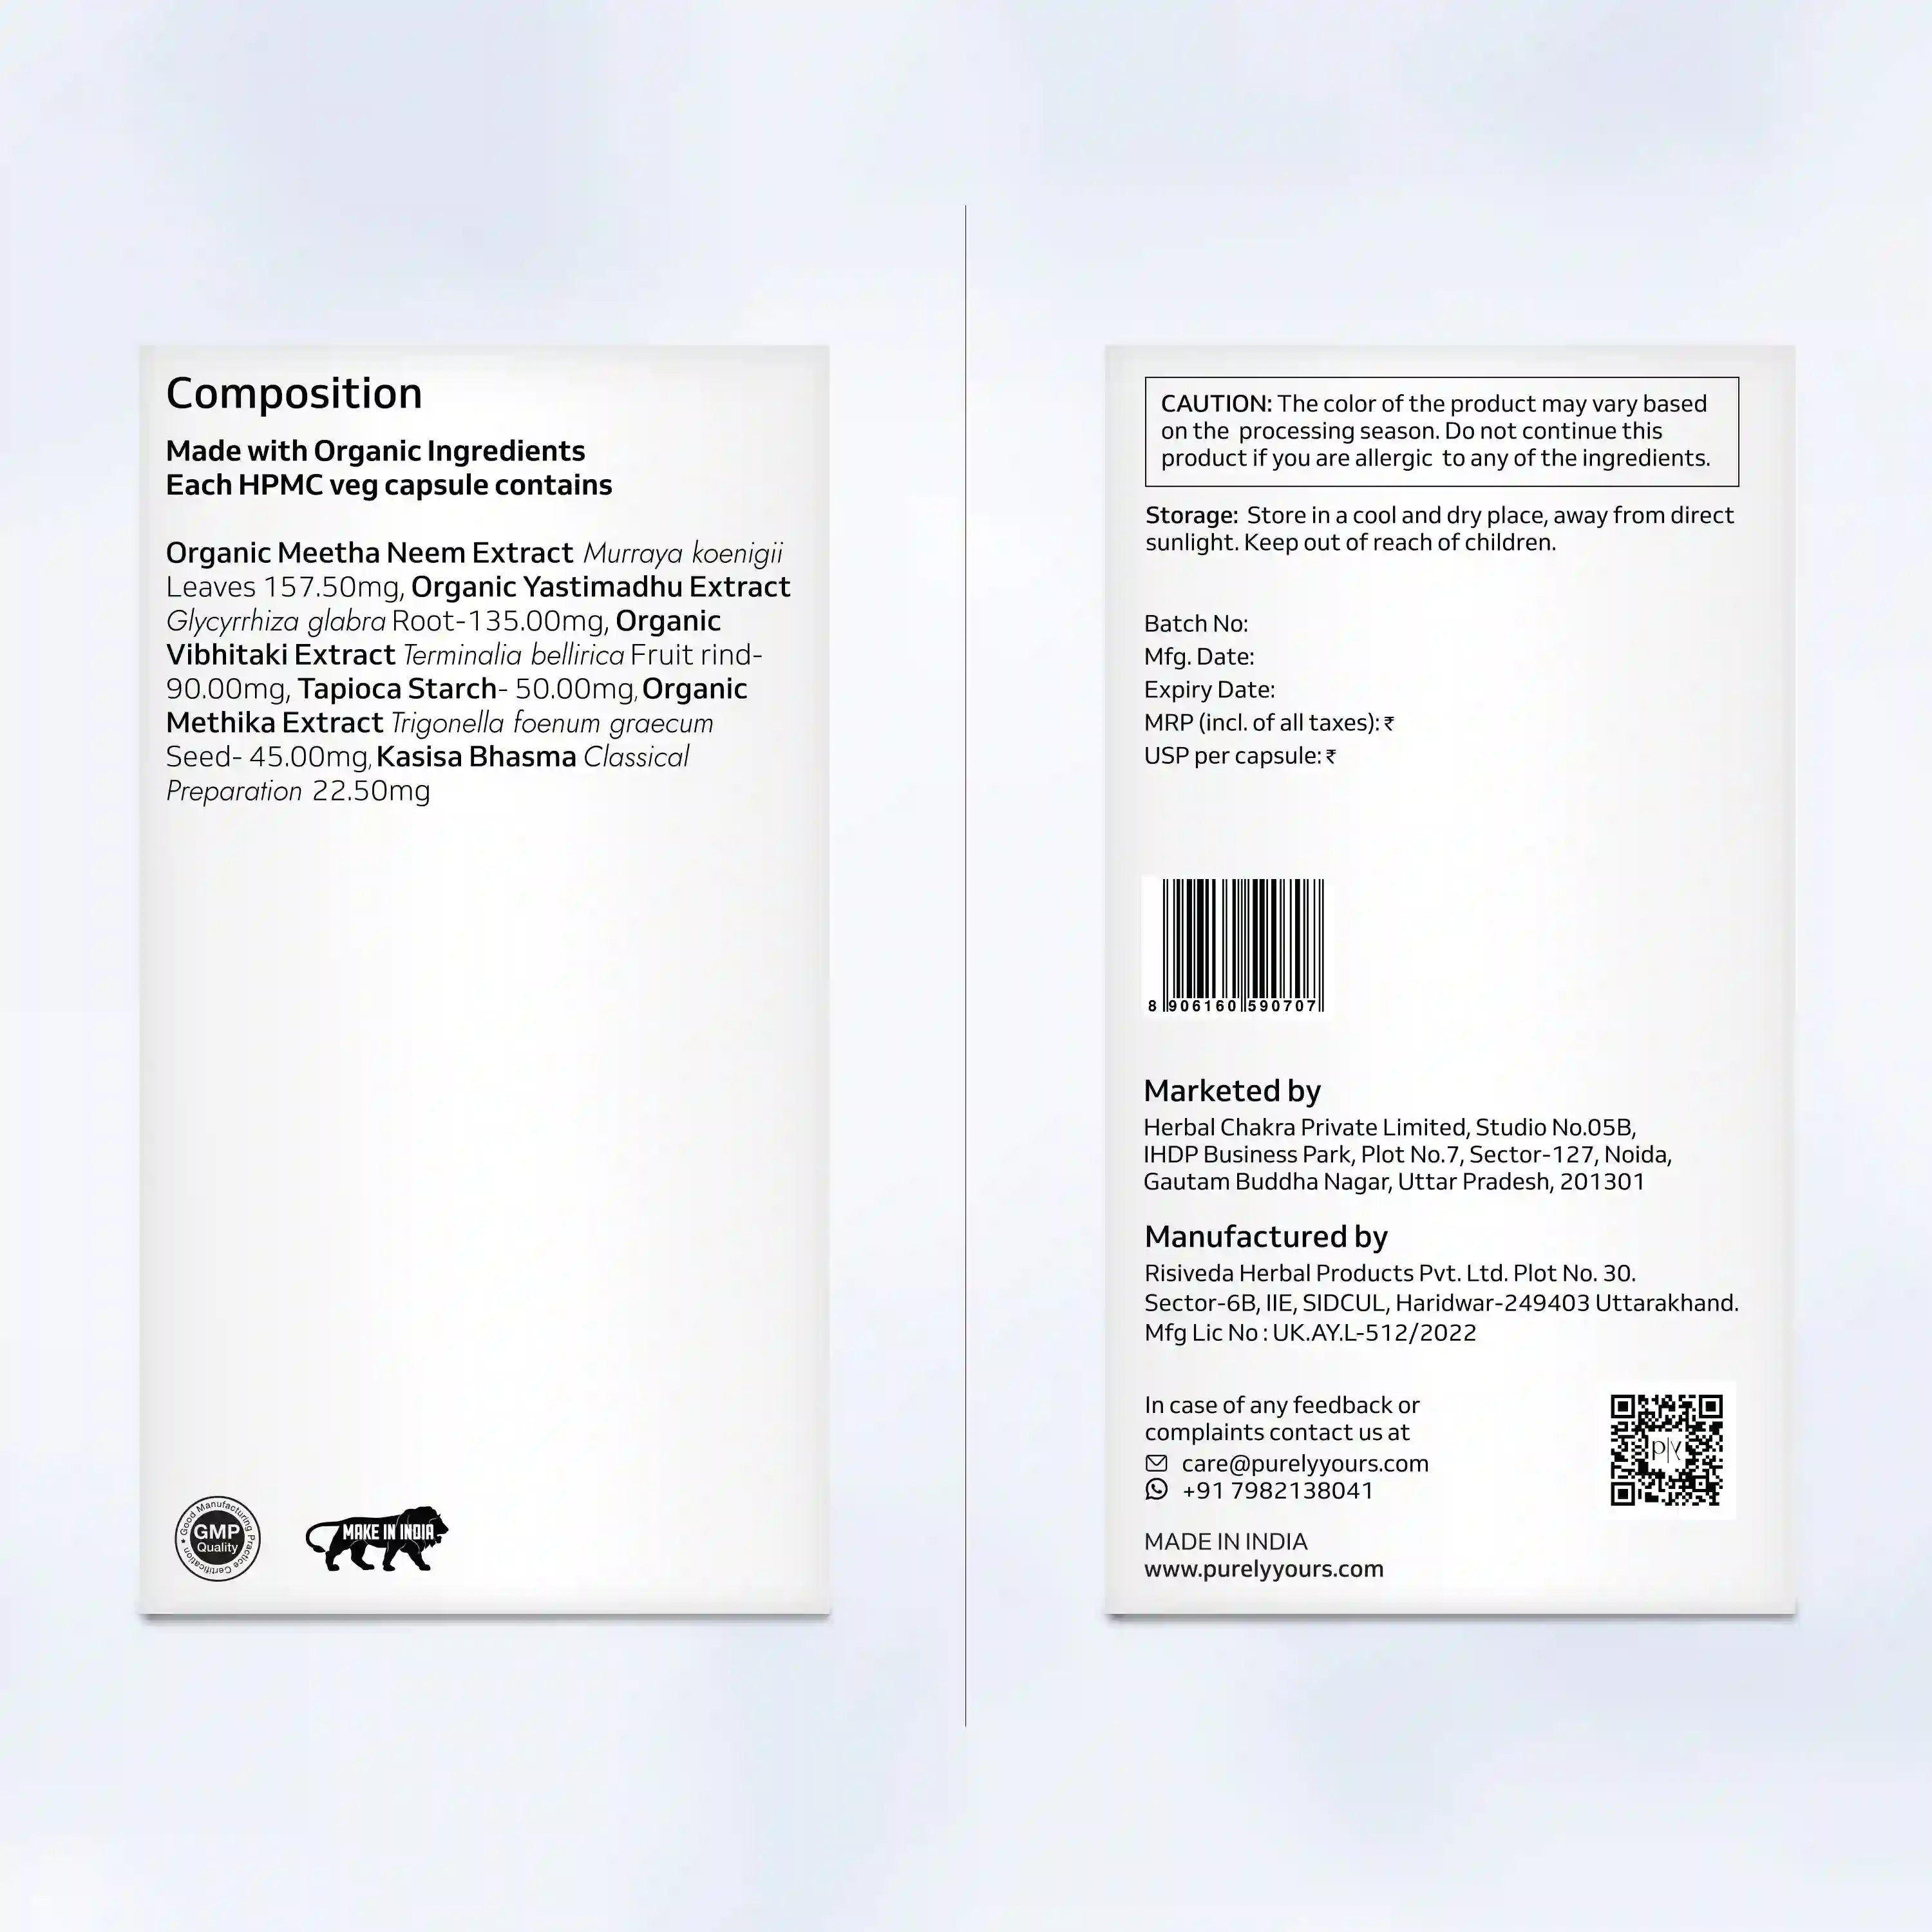 Composition
Made with Organic Ingredients
Each HPMC veg capsule contains
Organic Meetha Neem Extract Murraya koenigii
Leaves 157.50mg, Organic Yastimadhu Extract
Glycyrrhiza glabra Root-135.00mg, Organic
Vibhitaki Extract Terminalia bellirica Fruit rind-
90.00mg, Tapioca Starch- 50.00mg, Organic
Methika Extract Trigonella foenum graecum
Seed- 45.00mg, Kasisa Bhasma Classical
Preparation 22.50mg
Good Manufacturing Practice Certification
GMP
Quality
MAKE IN INDIA
CAUTION: The color of the product may vary based
on the processing season. Do not continue this
product if you are allergic to any of the ingredients.
Storage: Store in a cool and dry place, away from direct
sunlight. Keep out of reach of children.
Batch No:
Mfg. Date:
Expiry Date:
MRP (incl. of all taxes): ₹
USP per capsule: ₹
8 906160 590707
Marketed by
Herbal Chakra Private Limited, Studio No.05B,
IHDP Business Park, Plot No.7, Sector-127, Noida,
Gautam Buddha Nagar, Uttar Pradesh, 201301
Manufactured by
Risiveda Herbal Products Pvt. Ltd. Plot No. 30.
Sector-6B, IIE, SIDCUL, Haridwar-249403 Uttarakhand.
Mfg Lic No : UK.AY.L-512/2022
In case of any feedback or
complaints contact us at
care@purelyyours.com
+91 7982138041
P|Y
MADE IN INDIA
www.purelyyours.com